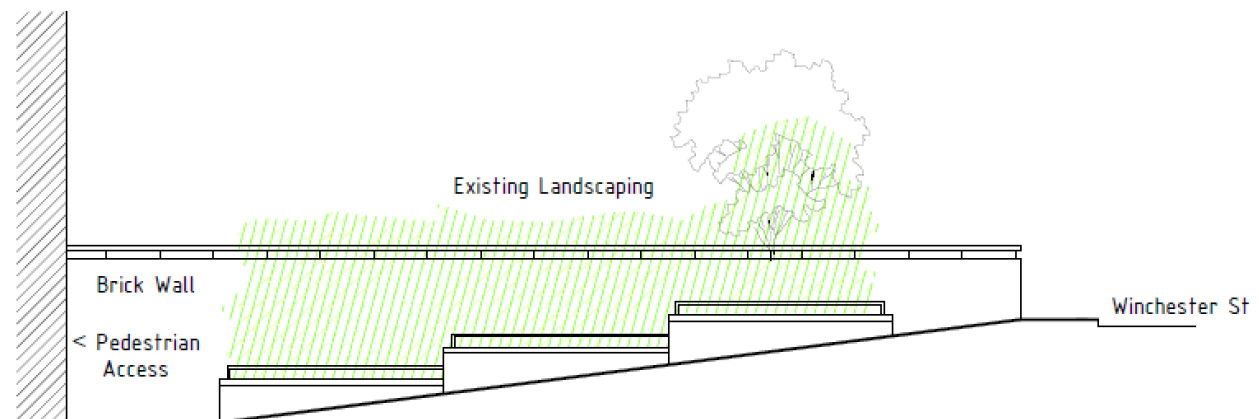 Existing Landscaping
Brick Wall
Winchester St
< Pedestrian
Access